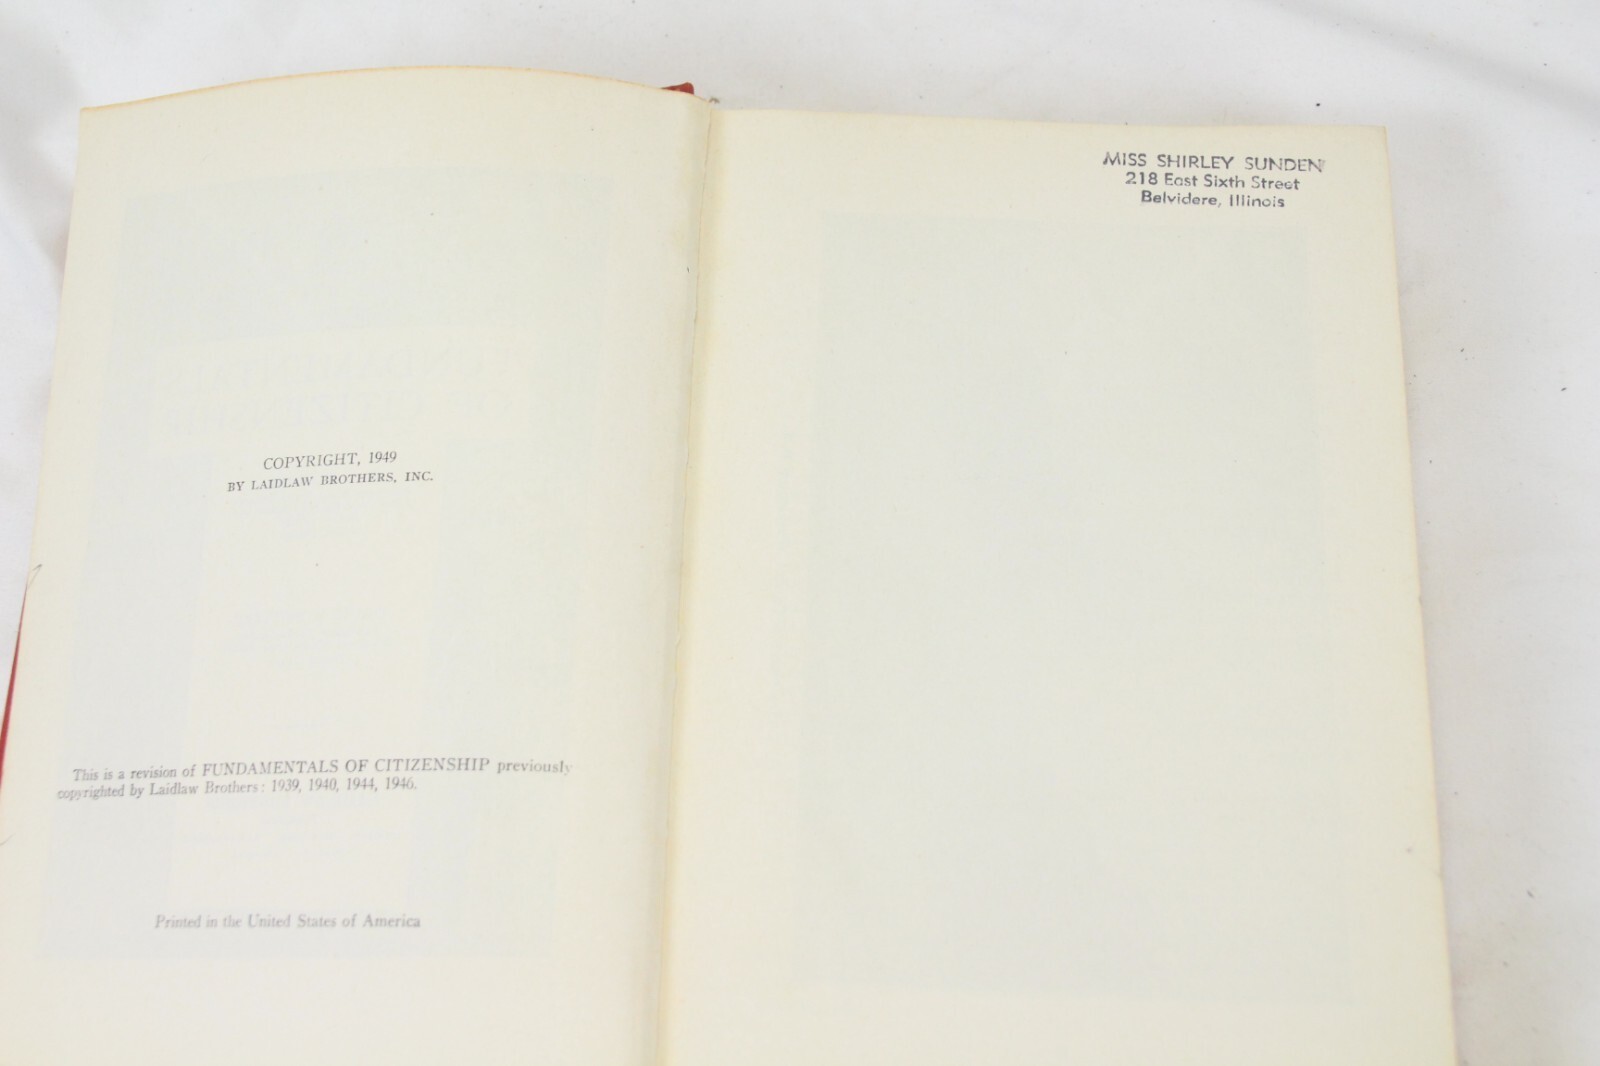 COPYRIGHT, 1949
BY LAIDLAW BROTHERS, INC.
This is a revision of FUNDAMENTALS OF CITIZENSHIP previously
copyrighted by Laidlaw Brothers: 1939, 1940, 1944, 1946.
Printed in the United States of America
MISS SHIRLEY SUNDEN
218 East Sixth Street
Belvidere, Illinois